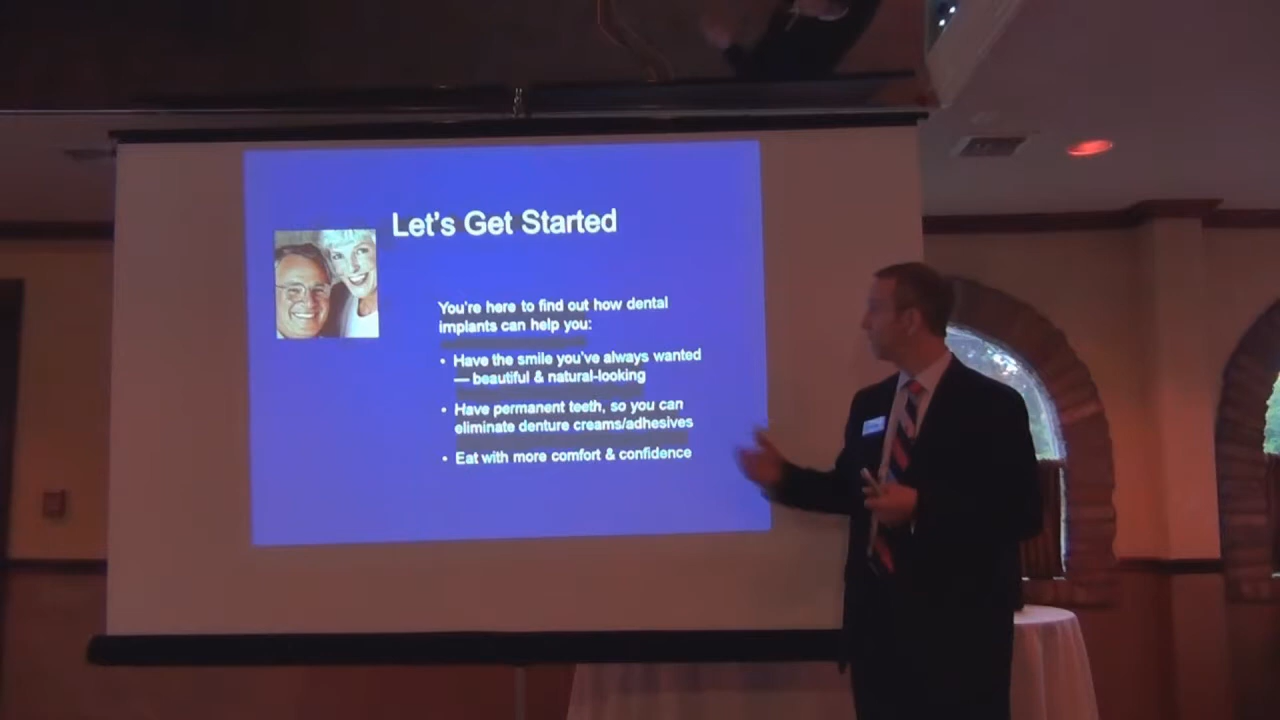 Let's Get Started
You're here to find out how dental
implants can help you:
• Have the smile you've always wanted
— beautiful & natural-looking
• Have permanent teeth, so you can
eliminate denture creams/adhesives
• Eat with more comfort & confidence